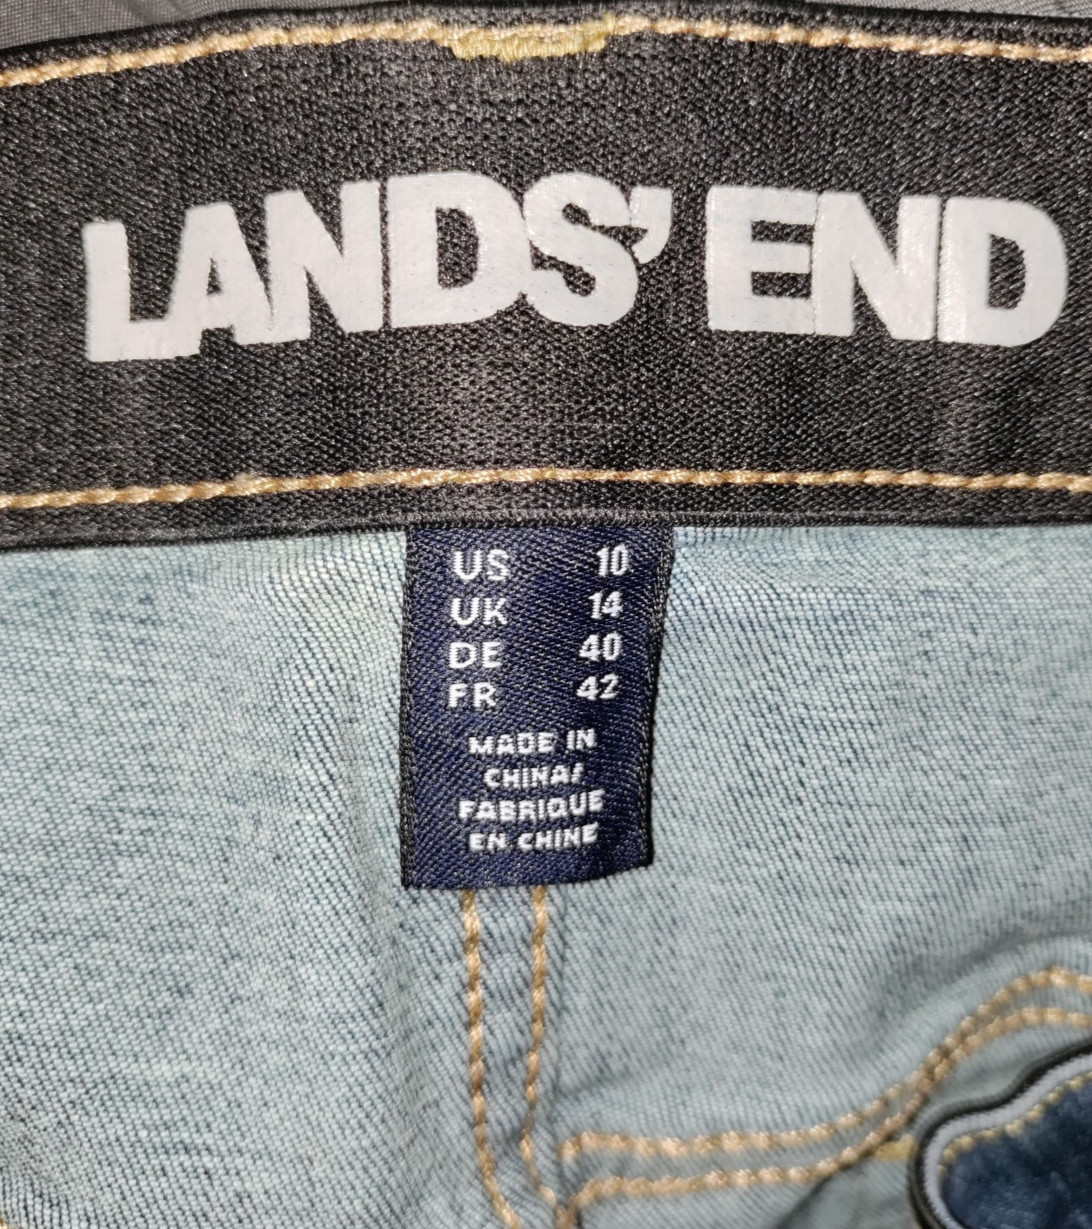 LANDS' END
US 10
UK 14
DE 40
FR 42
MADE IN
CHINA/
FABRIQUE
EN CHINE